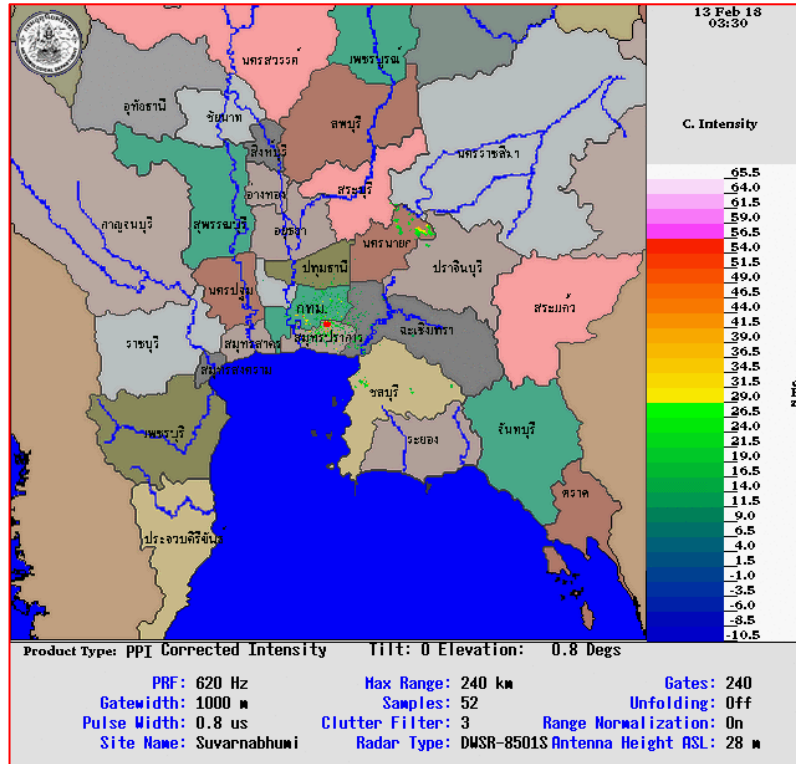 13 Feb 18
03:30
C. Intensity
นครสวรรค์
เพชรบูรณ์
อุทัยธานี
ชัยนาท
ลพบุรี
สิงห์บุรี
นครราชสีมา
สระบุรี
อ่างทอง
กาญจนบุรี
สุพรรณบุรี
อยุธยา
นครนายก
ปทุมธานี
ปราจีนบุรี
นครปฐม
กทม.
สระแก้ว
ฉะเชิงเทรา
ราชบุรี
สมุทรสาคร
สมุทรปราการ
สมุทรสงคราม
ชลบุรี
เพชรบุรี
ระยอง
จันทบุรี
ตราด
ประจวบคีรีขันธ์
65.5
64.0
61.5
59.0
56.5
54.0
51.5
49.0
46.5
44.0
41.5
39.0
36.5
34.0
31.5
29.0
26.5
24.0
21.5
19.0
16.5
14.0
11.5
9.0
6.5
4.0
1.5
-1.0
-3.5
-6.0
-8.5
-10.5
Product Type: PPI Corrected Intensity Tilt: 0 Elevation: 0.8 Degs
PRF: 620 Hz Max Range: 240 km Gates: 240
Gatewidth: 1000 m Samples: 52 Unfolding: Off
Pulse Width: 0.8 us Clutter Filter: 3 Range Normalization: On
Site Name: Suvarnabhumi Radar Type: DWSR-8501S Antenna Height ASL: 28 m